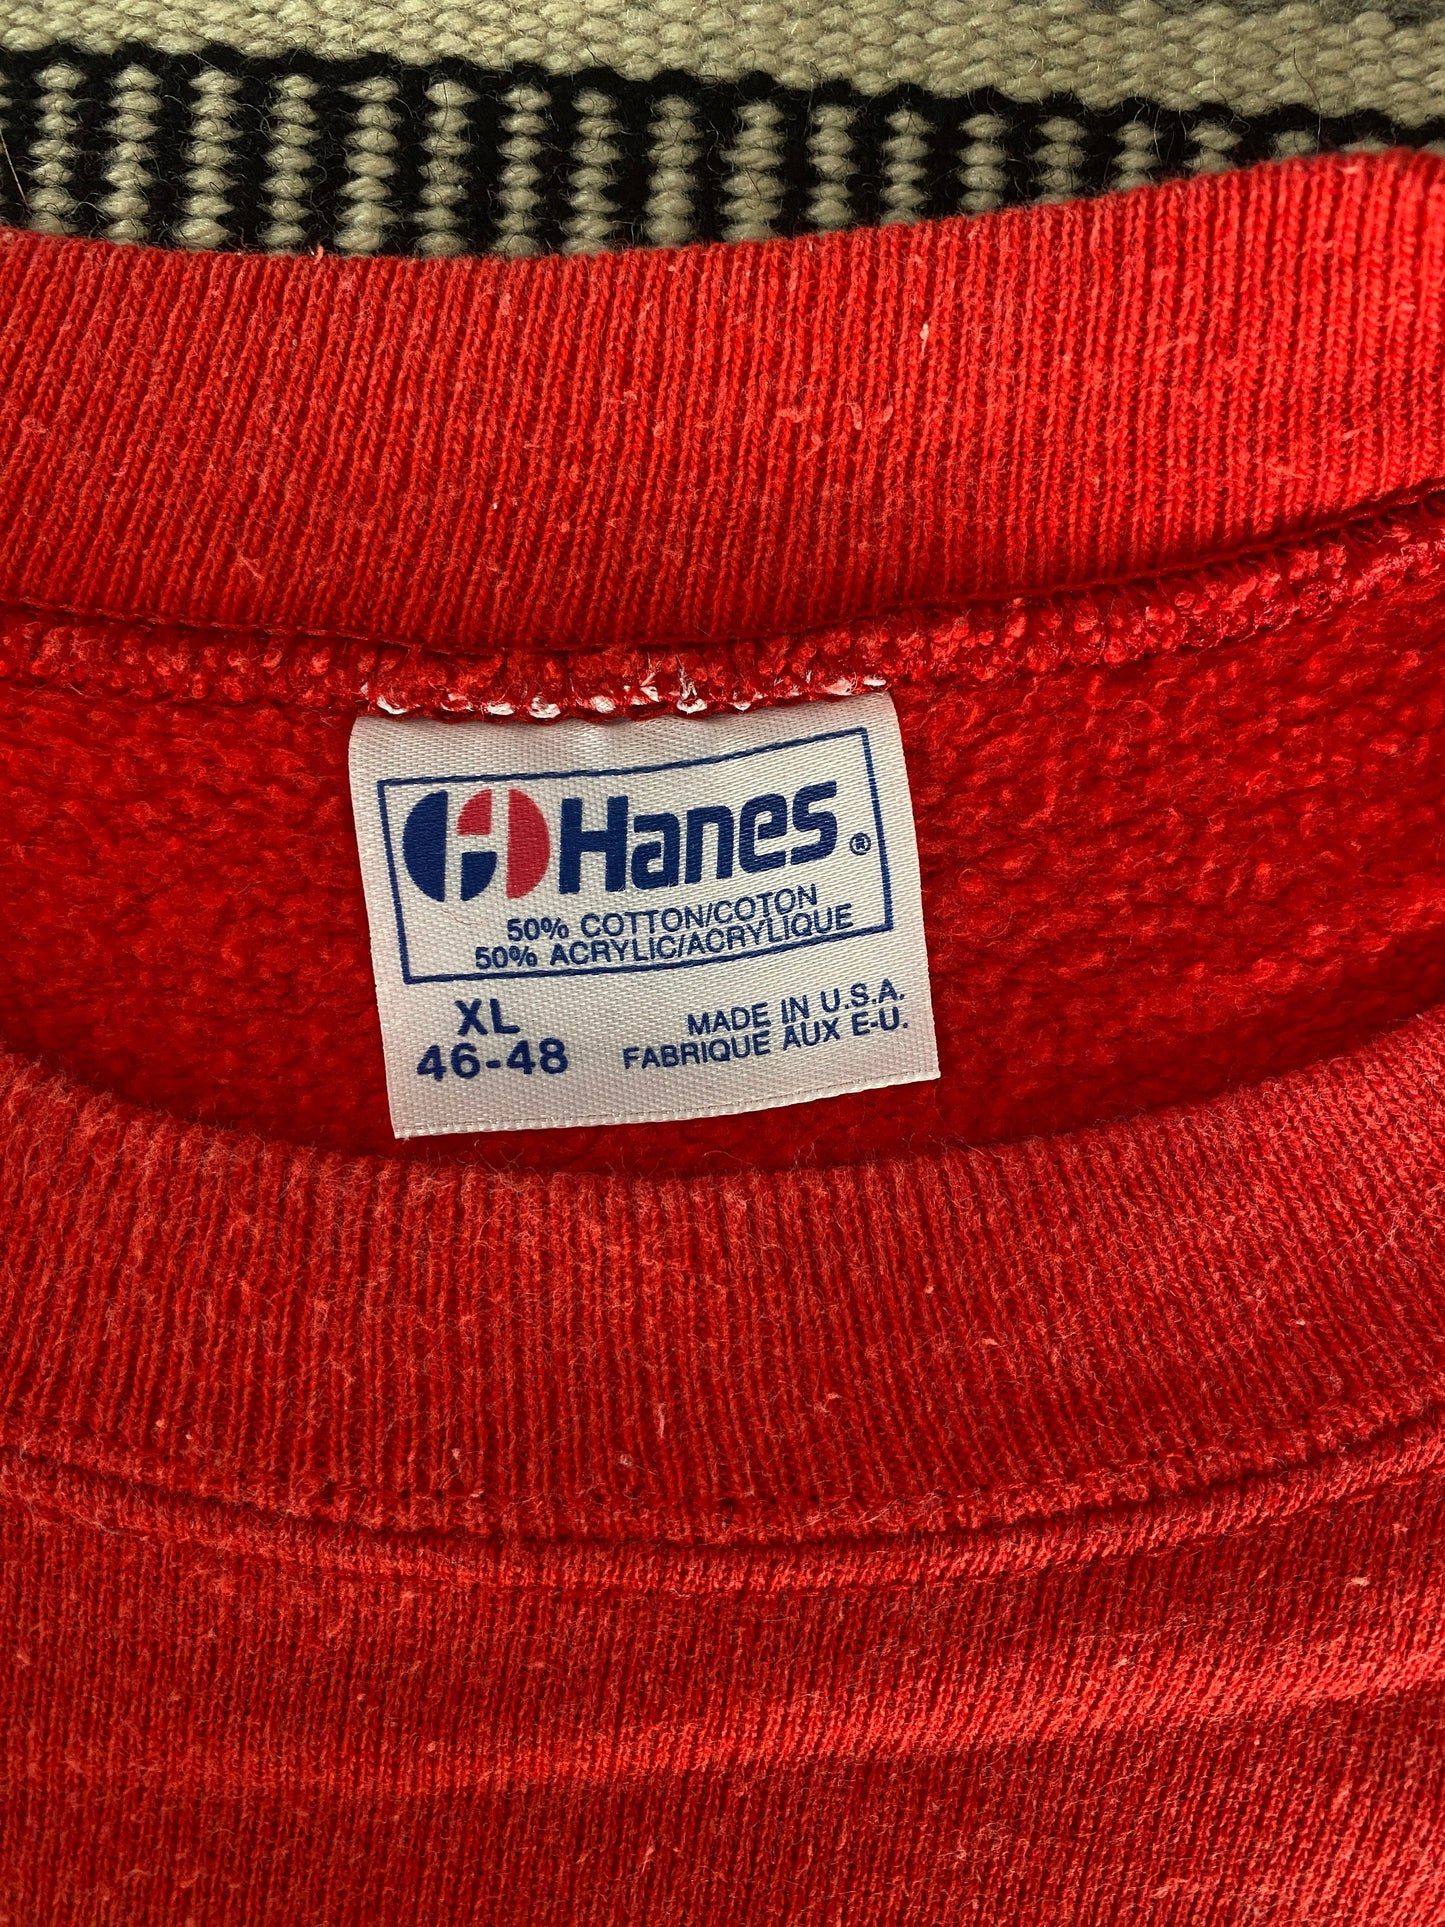 Hanes®
50% COTTON/COTON
50% ACRYLIC/ACRYLIQUE
XL
46-48
MADE IN U.S.A.
FABRIQUE AUX E-U.